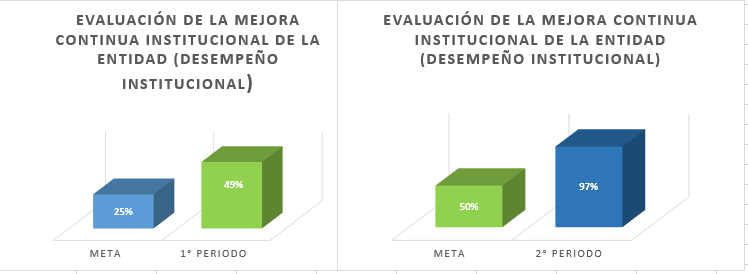 EVALUACIÓN DE LA MEJORA
CONTINUA INSTITUCIONAL DE LA
ENTIDAD (DESEMPEÑO
INSTITUCIONAL)
25%
49%
META
1° PERIODO
EVALUACIÓN DE LA MEJORA CONTINUA
INSTITUCIONAL DE LA ENTIDAD
(DESEMPEÑO INSTITUCIONAL)
50%
97%
META
2° PERIODO